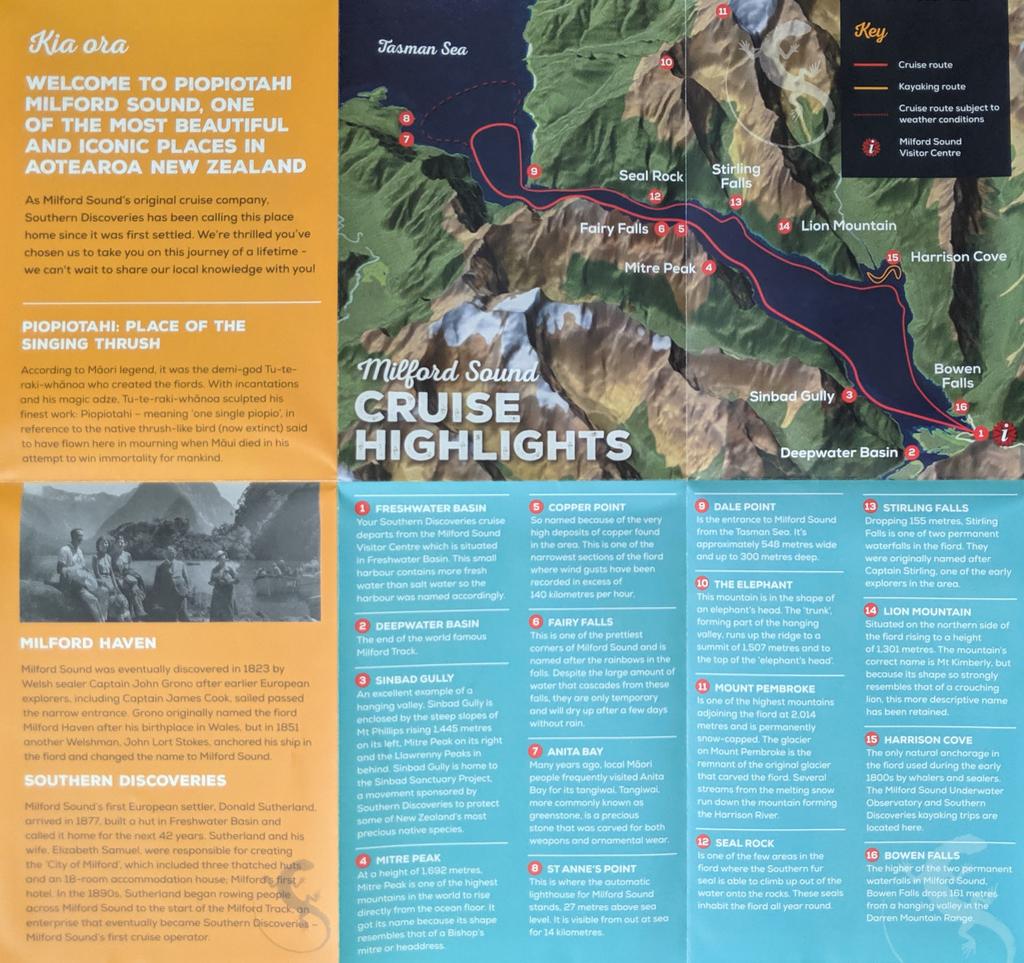 Kia ora
WELCOME TO PIOPIOTAHI
MILFORD SOUND, ONE
OF THE MOST BEAUTIFUL
AND ICONIC PLACES IN
AOTEAROA NEW ZEALAND
As Milford Sound's original cruise company,
Southern Discoveries has been calling this place
home since it was first settled. We're thrilled you've
chosen us to take you on this journey of a lifetime -
we can't wait to share our local knowledge with you!
PIOPIOTAHI: PLACE OF THE
SINGING THRUSH
According to Māori legend, it was the demi-god Tu-te-
raki-whānoa who created the fiords. With incantations
and his magic adze, Tu-te-raki-whānoa sculpted his
finest work: Piopiotahi – meaning 'one single piopio', in
reference to the native thrush-like bird (now extinct) said
to have flown here in mourning when Māui died in his
attempt to win immortality for mankind.
MILFORD HAVEN
Milford Sound was eventually discovered in 1823 by
Welsh sealer Captain John Grono after earlier European
explorers, including Captain James Cook, sailed passed
the narrow entrance. Grono originally named the fiord
Milford Haven after his birthplace in Wales, but in 1851
another Welshman, John Lort Stokes, anchored his ship in
the fiord and changed the name to Milford Sound.
SOUTHERN DISCOVERIES
Milford Sound's first European settler, Donald Sutherland,
arrived in 1877, built a hut in Freshwater Basin and
called it home for the next 42 years. Sutherland and his
wife, Elizabeth Samuel, were responsible for creating
the 'City of Milford', which included three thatched huts
and an 18-room accommodation house; Milford's first
hotel. In the 1890s, Sutherland began rowing people
across Milford Sound to the start of the Milford Track, an
enterprise that eventually became Southern Discoveries –
Milford Sound's first cruise operator.
Tasman Sea
11
10
8
7
9
Seal Rock
12
Stirling
Falls
13
Fairy Falls 6 5
14 Lion Mountain
Mitre Peak 4
15 Harrison Cove
Sinbad Gully 3
Bowen
Falls
16
1 i
Deepwater Basin 2
Key
Cruise route
Kayaking route
Cruise route subject to
weather conditions
i Milford Sound
Visitor Centre
Milford Sound
CRUISE
HIGHLIGHTS
1 FRESHWATER BASIN
Your Southern Discoveries cruise
departs from the Milford Sound
Visitor Centre which is situated
in Freshwater Basin. This small
harbour contains more fresh
water than salt water so the
harbour was named accordingly.
2 DEEPWATER BASIN
The end of the world famous
Milford Track.
3 SINBAD GULLY
An excellent example of a
hanging valley. Sinbad Gully is
enclosed by the steep slopes of
Mt Phillips rising 1,445 metres
on its left, Mitre Peak on its right
and the Llawrenny Peaks in
behind. Sinbad Gully is home to
the Sinbad Sanctuary Project,
a movement sponsored by
Southern Discoveries to protect
some of New Zealand's most
precious native species.
4 MITRE PEAK
At a height of 1,692 metres,
Mitre Peak is one of the highest
mountains in the world to rise
directly from the ocean floor. It
got its name because its shape
resembles that of a Bishop's
mitre or headdress.
5 COPPER POINT
So named because of the very
high deposits of copper found
in the area. This is one of the
narrowest sections of the fiord
where wind gusts have been
recorded in excess of
140 kilometres per hour.
6 FAIRY FALLS
This is one of the prettiest
corners of Milford Sound and is
named after the rainbows in the
falls. Despite the large amount of
water that cascades from these
falls, they are only temporary
and will dry up after a few days
without rain.
7 ANITA BAY
Many years ago, local Māori
people frequently visited Anita
Bay for its tangiwai. Tangiwai,
more commonly known as
greenstone, is a precious
stone that was carved for both
weapons and ornamental wear.
8 ST ANNE'S POINT
This is where the automatic
lighthouse for Milford Sound
stands, 27 metres above sea
level. It is visible from out at sea
for 14 kilometres.
9 DALE POINT
Is the entrance to Milford Sound
from the Tasman Sea. It's
approximately 548 metres wide
and up to 300 metres deep.
10 THE ELEPHANT
This mountain is in the shape of
an elephant's head. The 'trunk',
forming part of the hanging
valley, runs up the ridge to a
summit of 1,507 metres and to
the top of the 'elephant's head'.
11 MOUNT PEMBROKE
Is one of the highest mountains
adjoining the fiord at 2,014
metres and is permanently
snow-capped. The glacier
on Mount Pembroke is the
remnant of the original glacier
that carved the fiord. Several
streams from the melting snow
run down the mountain forming
the Harrison River.
12 SEAL ROCK
Is one of the few areas in the
fiord where the Southern fur
seal is able to climb up out of the
water onto the rocks. These seals
inhabit the fiord all year round.
13 STIRLING FALLS
Dropping 155 metres, Stirling
Falls is one of two permanent
waterfalls in the fiord. They
were originally named after
Captain Stirling, one of the early
explorers in the area.
14 LION MOUNTAIN
Situated on the northern side of
the fiord rising to a height
of 1,301 metres. The mountain's
correct name is Mt Kimberly, but
because its shape so strongly
resembles that of a crouching
lion, this more descriptive name
has been retained.
15 HARRISON COVE
The only natural anchorage in
the fiord used during the early
1800s by whalers and sealers.
The Milford Sound Underwater
Observatory and Southern
Discoveries kayaking trips are
located here.
16 BOWEN FALLS
The higher of the two permanent
waterfalls in Milford Sound,
Bowen Falls drops 161 metres
from a hanging valley in the
Darren Mountain Range.